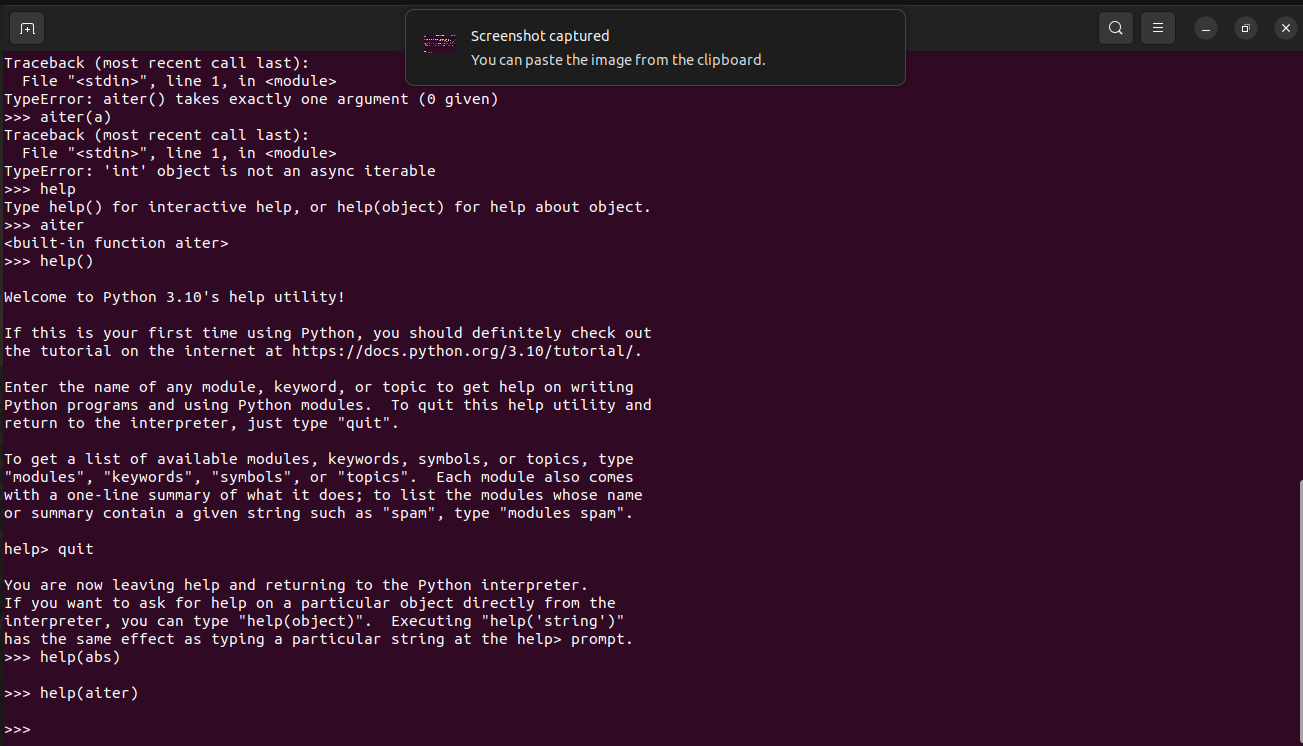 Screenshot captured
You can paste the image from the clipboard.
Traceback (most recent call last):
  File "<stdin>", line 1, in <module>
TypeError: aiter() takes exactly one argument (0 given)
>>> aiter(a)
Traceback (most recent call last):
  File "<stdin>", line 1, in <module>
TypeError: 'int' object is not an async iterable
>>> help
Type help() for interactive help, or help(object) for help about object.
>>> aiter
<built-in function aiter>
>>> help()

Welcome to Python 3.10's help utility!

If this is your first time using Python, you should definitely check out
the tutorial on the internet at https://docs.python.org/3.10/tutorial/.

Enter the name of any module, keyword, or topic to get help on writing
Python programs and using Python modules.  To quit this help utility and
return to the interpreter, just type "quit".

To get a list of available modules, keywords, symbols, or topics, type
"modules", "keywords", "symbols", or "topics".  Each module also comes
with a one-line summary of what it does; to list the modules whose name
or summary contain a given string such as "spam", type "modules spam".

help> quit

You are now leaving help and returning to the Python interpreter.
If you want to ask for help on a particular object directly from the
interpreter, you can type "help(object)".  Executing "help('string')"
has the same effect as typing a particular string at the help> prompt.
>>> help(abs)

>>> help(aiter)

>>>